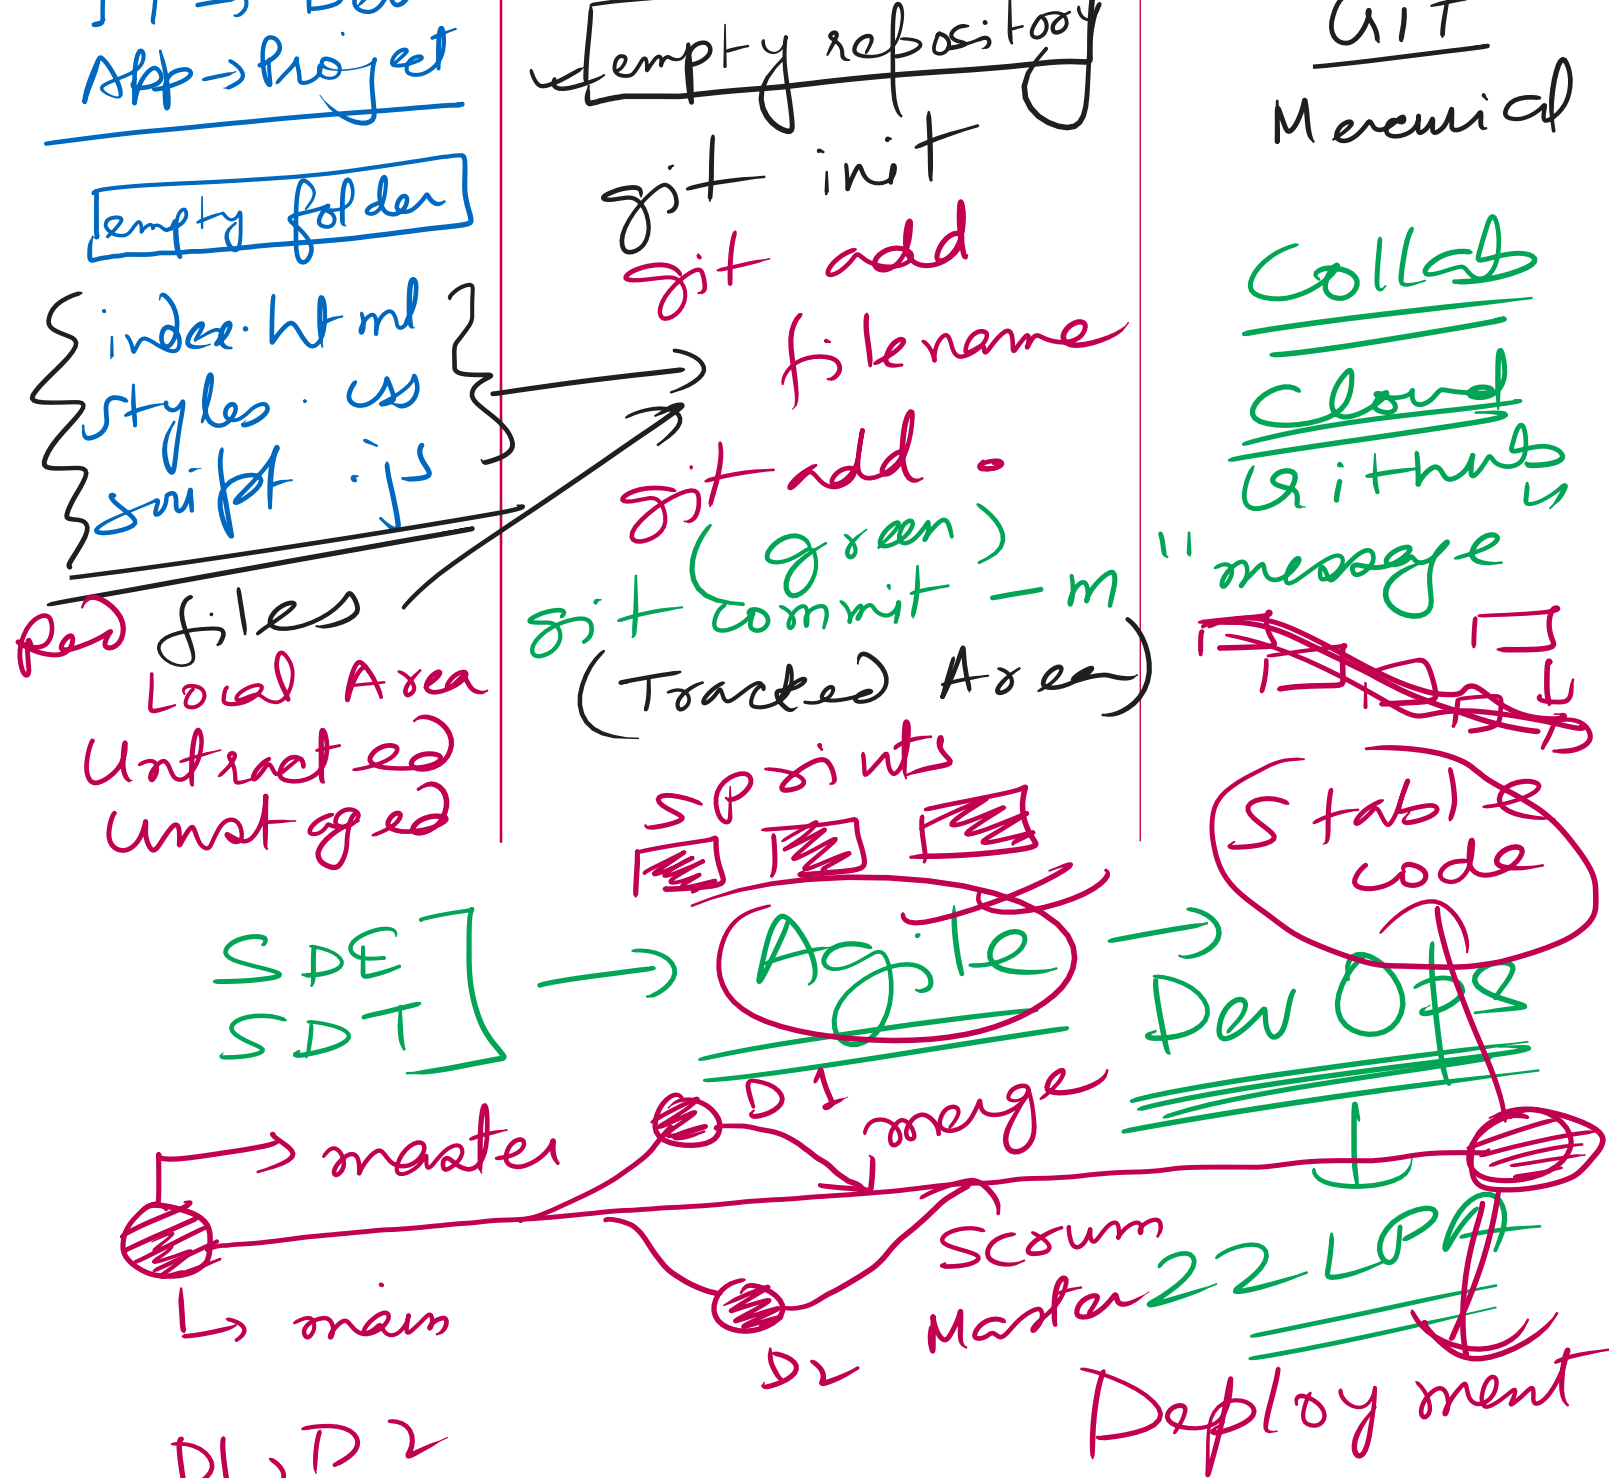 App → Project
empty folder
index.html
styles.css
script.js
Red files
Local Area
Untracted
Unstaged
empty repository
git init
git add
filename
git add .
(green)
git commit - m
(Tracked Area)
Sprints
GIT
Mercurial
Collab
Cloud
Github
"message"
Stable
code
SDE
SDT
→ Agile → DevOps
22 LPA
master
main
D1
merge
D2
Scrum
Master
Deployment
D1, D2